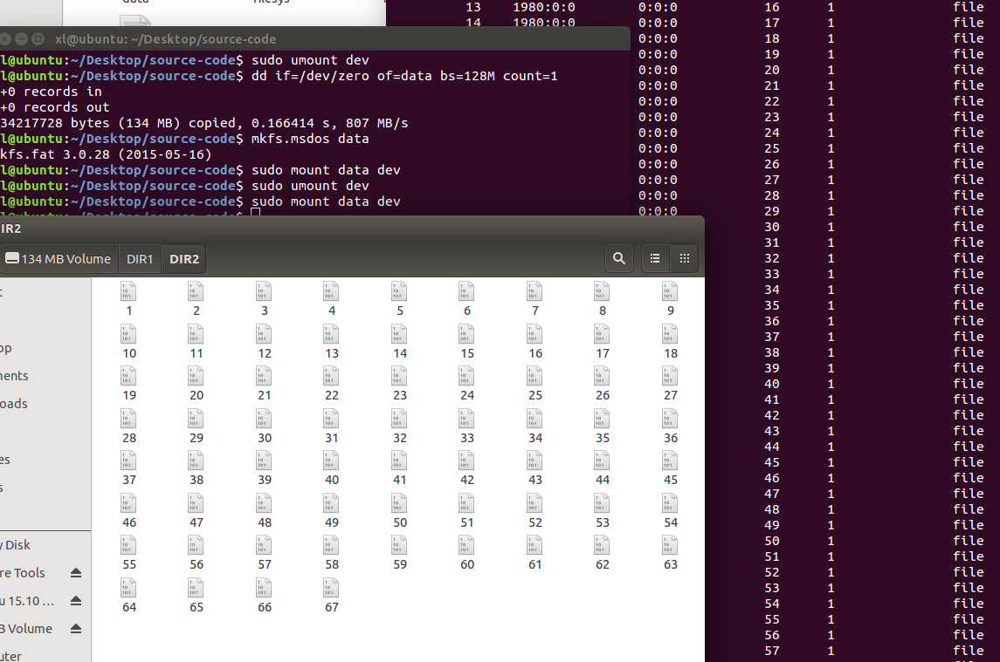 data filesys
13 1980:0:0 0:0:0 16 1 file
14 1980:0:0 0:0:0 17 1 file
0:0:0 18 1 file
0:0:0 19 1 file
0:0:0 20 1 file
0:0:0 21 1 file
0:0:0 22 1 file
0:0:0 23 1 file
0:0:0 24 1 file
0:0:0 25 1 file
0:0:0 26 1 file
0:0:0 27 1 file
0:0:0 28 1 file
0:0:0 29 1 file
30 1 file
31 1 file
32 1 file
33 1 file
34 1 file
35 1 file
36 1 file
37 1 file
38 1 file
39 1 file
40 1 file
41 1 file
42 1 file
43 1 file
44 1 file
45 1 file
46 1 file
47 1 file
48 1 file
49 1 file
50 1 file
51 1 file
52 1 file
53 1 file
54 1 file
55 1 file
56 1 file
57 1 file
xl@ubuntu: ~/Desktop/source-code
l@ubuntu:~/Desktop/source-code$ sudo umount dev
l@ubuntu:~/Desktop/source-code$ dd if=/dev/zero of=data bs=128M count=1
+0 records in
+0 records out
34217728 bytes (134 MB) copied, 0.166414 s, 807 MB/s
l@ubuntu:~/Desktop/source-code$ mkfs.msdos data
kfs.fat 3.0.28 (2015-05-16)
l@ubuntu:~/Desktop/source-code$ sudo mount data dev
l@ubuntu:~/Desktop/source-code$ sudo umount dev
l@ubuntu:~/Desktop/source-code$ sudo mount data dev
l@ubuntu:~/Desktop/source-code$
IR2
134 MB Volume DIR1 DIR2
op
ments
oads
es
s
y Disk
re Tools
u 15.10 ...
B Volume
uter
1 2 3 4 5 6 7 8 9
10 11 12 13 14 15 16 17 18
19 20 21 22 23 24 25 26 27
28 29 30 31 32 33 34 35 36
37 38 39 40 41 42 43 44 45
46 47 48 49 50 51 52 53 54
55 56 57 58 59 60 61 62 63
64 65 66 67